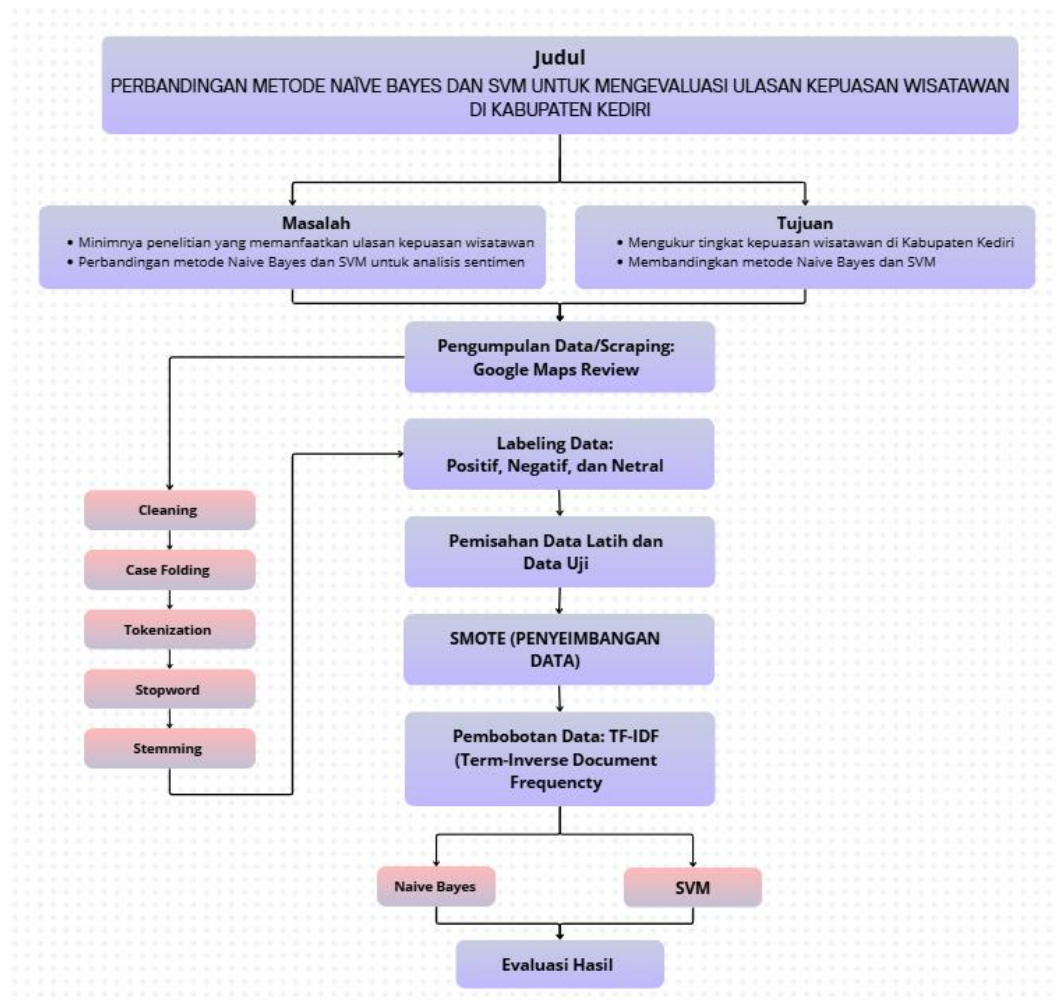 Judul
PERBANDINGAN METODE NAÏVE BAYES DAN SVM UNTUK MENGEVALUASI ULASAN KEPUASAN WISATAWAN
DI KABUPATEN KEDIRI
Masalah
• Minimnya penelitian yang memanfaatkan ulasan kepuasan wisatawan
• Perbandingan metode Naive Bayes dan SVM untuk analisis sentimen
Tujuan
• Mengukur tingkat kepuasan wisatawan di Kabupaten Kediri
• Membandingkan metode Naive Bayes dan SVM
Pengumpulan Data/Scraping:
Google Maps Review
Cleaning
Case Folding
Tokenization
Stopword
Stemming
Labeling Data:
Positif, Negatif, dan Netral
Pemisahan Data Latih dan
Data Uji
SMOTE (PENYEIMBANGAN
DATA)
Pembobotan Data: TF-IDF
(Term-Inverse Document
Frequencty
Naive Bayes
SVM
Evaluasi Hasil